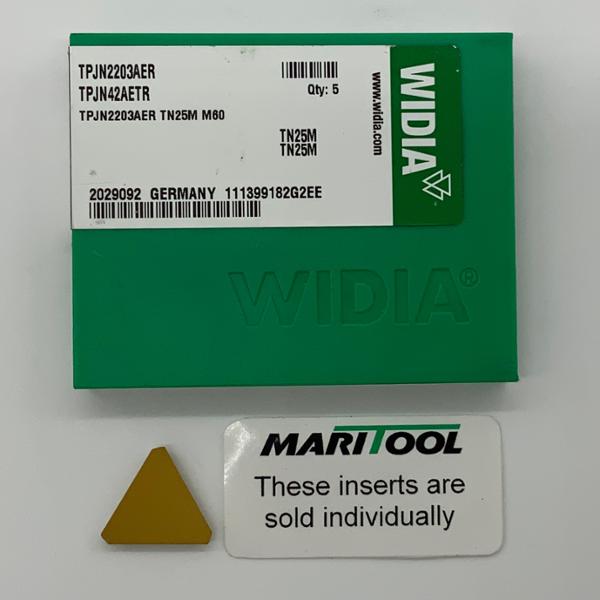 TPJN2203AER
TPJN42AETR
Qty: 5
TPJN2203AER TN25M M60
TN25M
TN25M
2029092 GERMANY 111399182G2EE
www.widia.com
WIDIA
WIDIA®
MARITOOL
These inserts are
sold individually